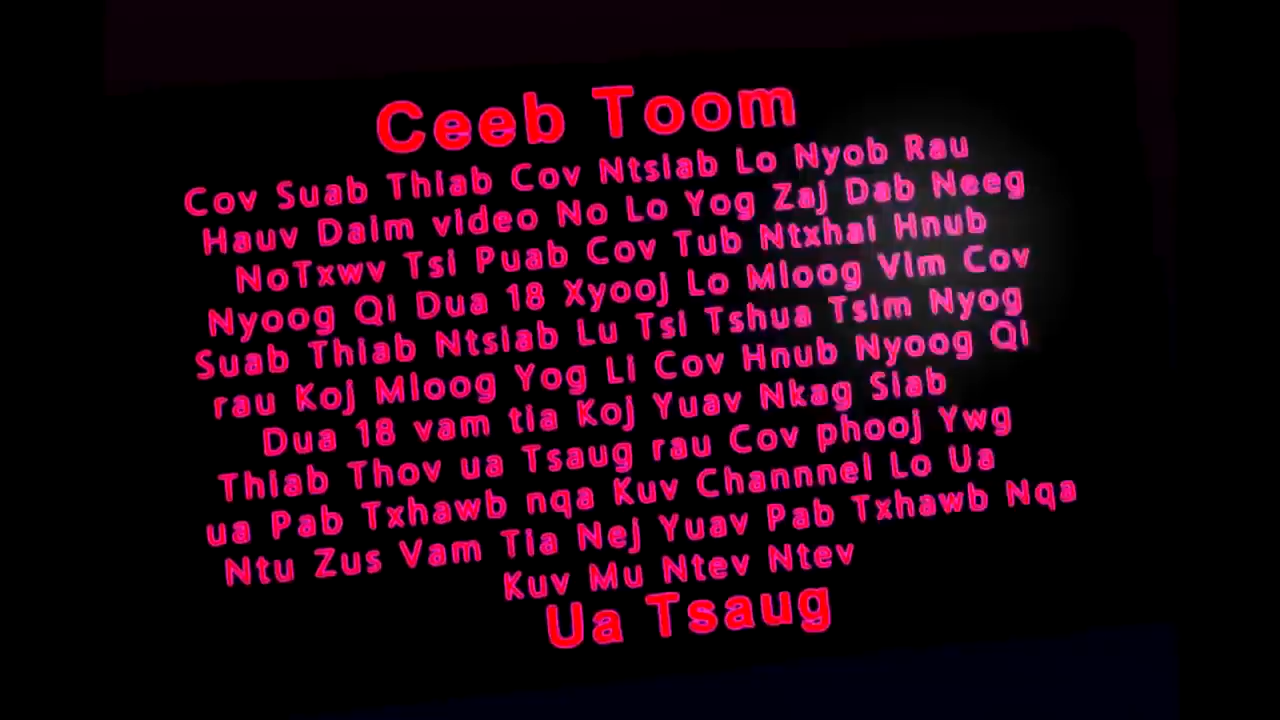 Ceeb Toom
Cov Suab Thiab Cov Ntsiab Lo Nyob Rau
Hauv Daim video No Lo Yog Zaj Dab Neeg
NoTxwv Tsi Puab Cov Tub Ntxhai Hnub
Nyoog Qi Dua 18 Xyooj Lo Mloog Vim Cov
Suab Thiab Ntsiab Lu Tsi Tshua Tsim Nyog
rau Koj Mloog Yog Li Cov Hnub Nyoog Qi
Dua 18 vam tia Koj Yuav Nkag Siab
Thiab Thov ua Tsaug rau Cov phooj Ywg
ua Pab Txhawb nqa Kuv Channnel Lo Ua
Ntu Zus Vam Tia Nej Yuav Pab Txhawb Nqa
Kuv Mu Ntev Ntev
Ua Tsaug